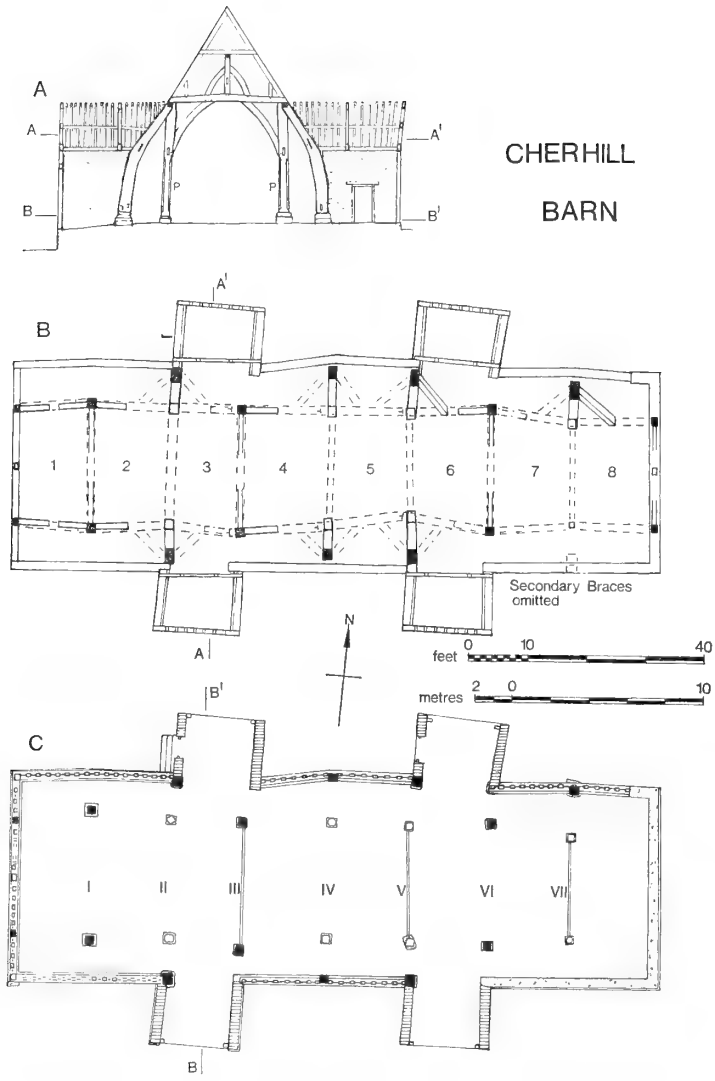 A
CHERHILL
BARN
A
A'
P
P
B
B'
A'
B
1 2 3 4 5 6 7 8
Secondary Braces
omitted
A
N
feet 0 10 40
metres 2 0 10
B'
C
I II III IV V VI VII
B